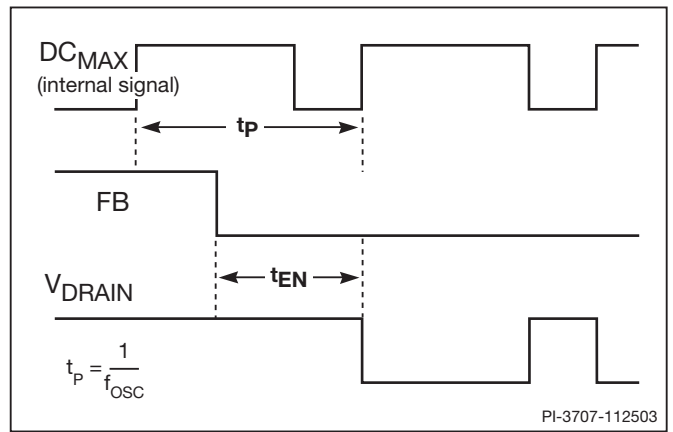 DCMAX
(internal signal)
tP
FB
tEN
VDRAIN
tP = 1/fOSC
PI-3707-112503